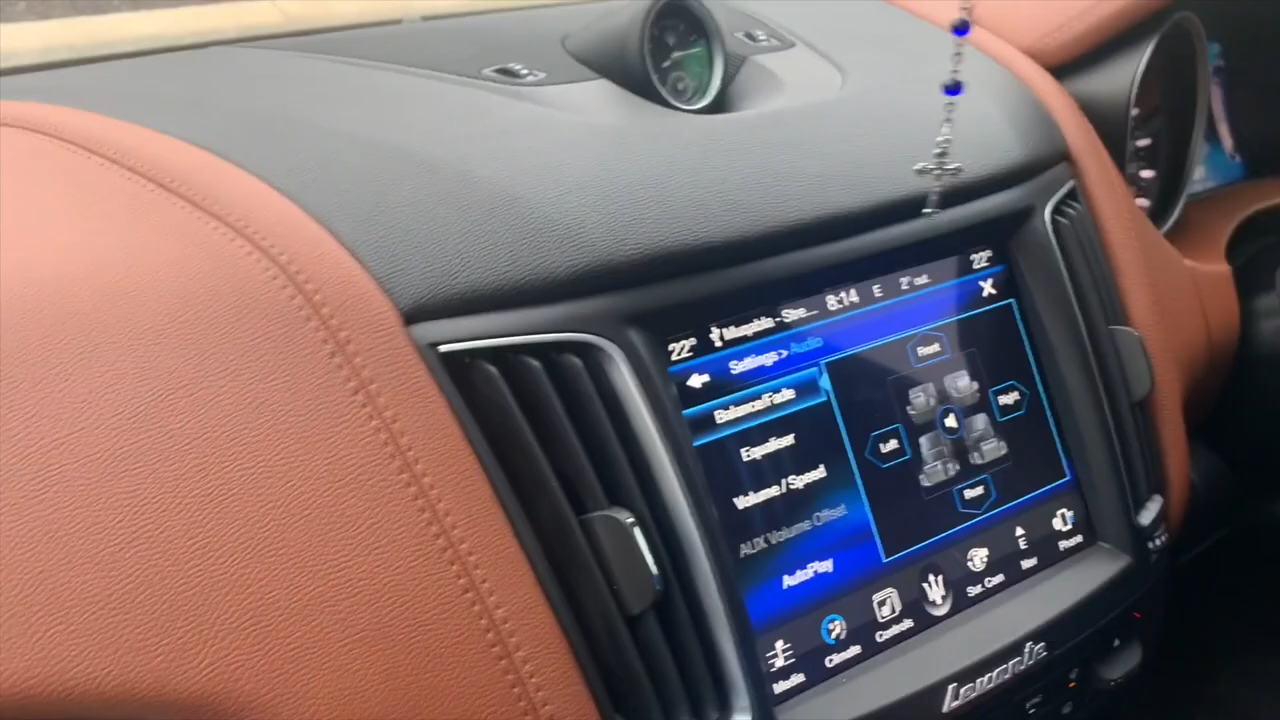 22° 8:14 E 2° out 22°
Settings > Audio X
Balance/Fade
Equaliser
Volume / Speed
AUX Volume Offset
AutoPlay
Front
Left
Right
Rear
Media
Climate
Controls
Sur. Cam
E
Nav
Phone
Levante